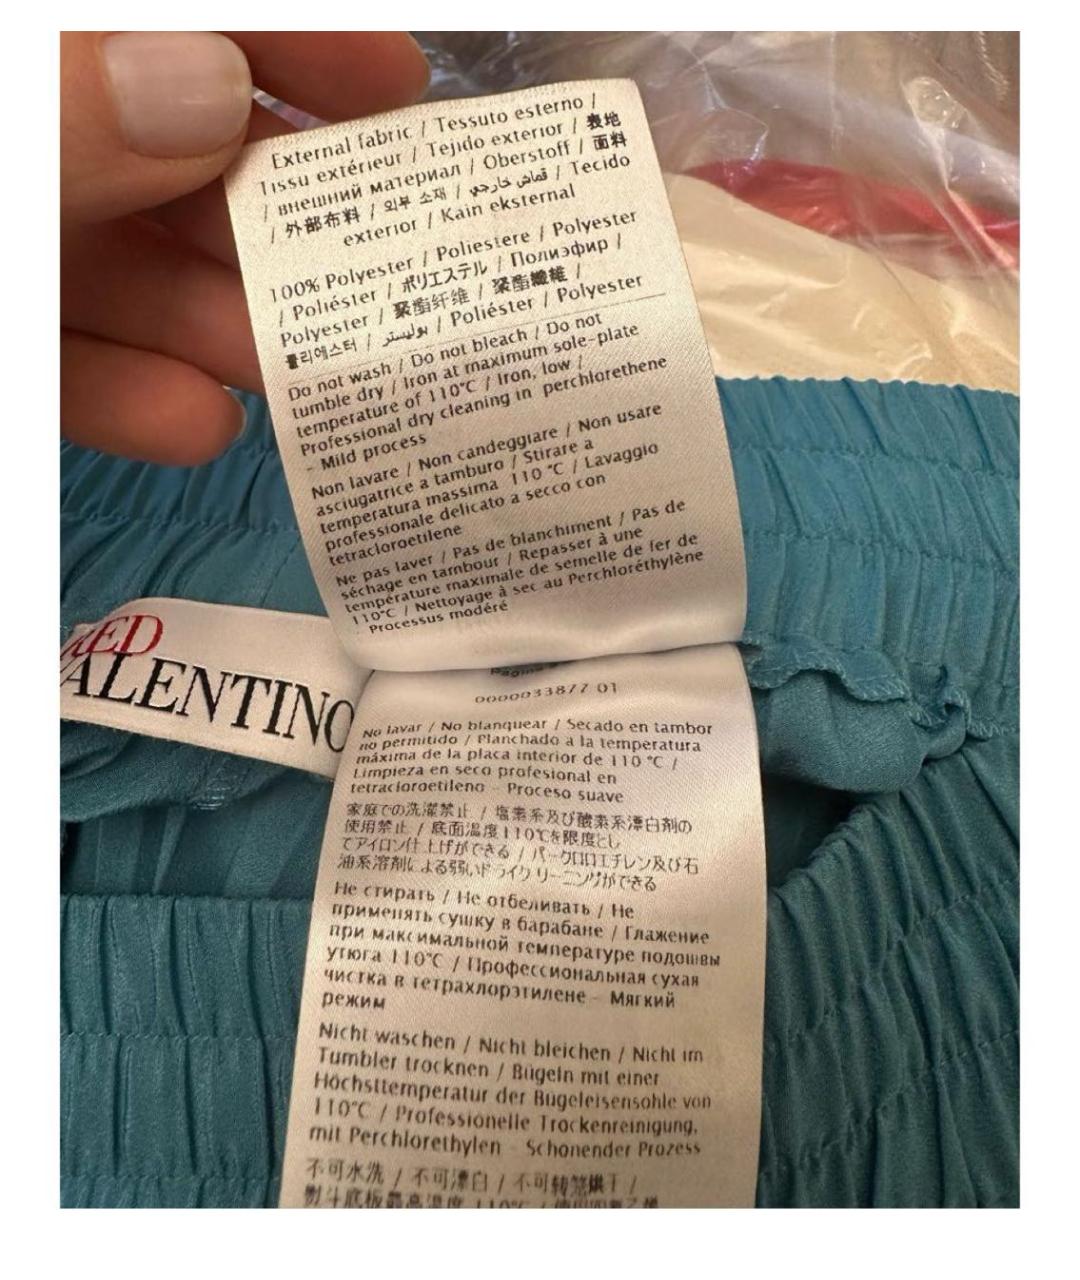 External fabric / Tessuto esterno /
Tissu extérieur / Tejido exterior / 表地
/ внешний материал / Oberstoff / 面料
/ 外部布料 / 외부 소재 / قماش خارجي / Tecido
exterior / Kain eksternal
100% Polyester / Poliestere / Polyester
/ Poliéster / ポリエステル / Полиэфир /
Polyester / 聚酯纤维 / 聚酯纖維 /
폴리에스터 / بوليستر / Poliéster / Polyester
Do not wash / Do not bleach / Do not
tumble dry / Iron at maximum sole-plate
temperature of 110°C / Iron, low /
Professional dry cleaning in perchlorethene
- Mild process
Non lavare / Non candeggiare / Non usare
asciugatrice a tamburo / Stirare a
temperatura massima 110 °C / Lavaggio
professionale delicato a secco con
tetracloroetilene
Ne pas laver / Pas de blanchiment / Pas de
séchage en tambour / Repasser à une
température maximale de semelle de fer de
110°C / Nettoyage à sec au Perchloréthylène
- Processus modéré
RED
VALENTINO
0000033877 01
No lavar / No blanquear / Secado en tambor
no permitido / Planchado a la temperatura
máxima de la placa interior de 110 °C /
Limpieza en seco profesional en
tetracloroetileno - Proceso suave
家庭での洗濯禁止 / 塩素系及び酸素系漂白剤の
使用禁止 / 底面温度110℃を限度とし
てアイロン仕上げができる / パークロロエチレン及び石
油系溶剤による弱いドライクリーニングができる
Не стирать / Не отбеливать / Не
применять сушку в барабане / Глажение
при максимальной температуре подошвы
утюга 110°C / Профессиональная сухая
чистка в тетрахлорэтилене - Мягкий
режим
Nicht waschen / Nicht bleichen / Nicht im
Tumbler trocknen / Bügeln mit einer
Höchsttemperatur der Bügeleisensohle von
110°C / Professionelle Trockenreinigung,
mit Perchlorethylen - Schonender Prozess
不可水洗 / 不可漂白 / 不可转笼烘干 /
熨斗底板最高温度 110°C /